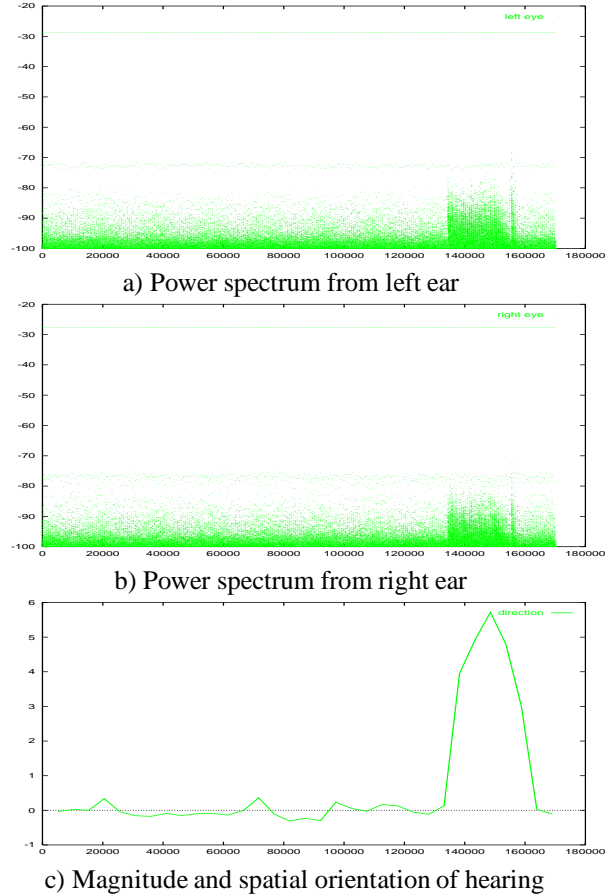 -20
left eye
-30
-40
-50
-60
-70
-80
-90
-100
0 20000 40000 60000 80000 100000 120000 140000 160000 180000
a) Power spectrum from left ear
-20
right eye
-30
-40
-50
-60
-70
-80
-90
-100
0 20000 40000 60000 80000 100000 120000 140000 160000 180000
b) Power spectrum from right ear
6
direction
5
4
3
2
1
0
-1
0 20000 40000 60000 80000 100000 120000 140000 160000 180000
c) Magnitude and spatial orientation of hearing